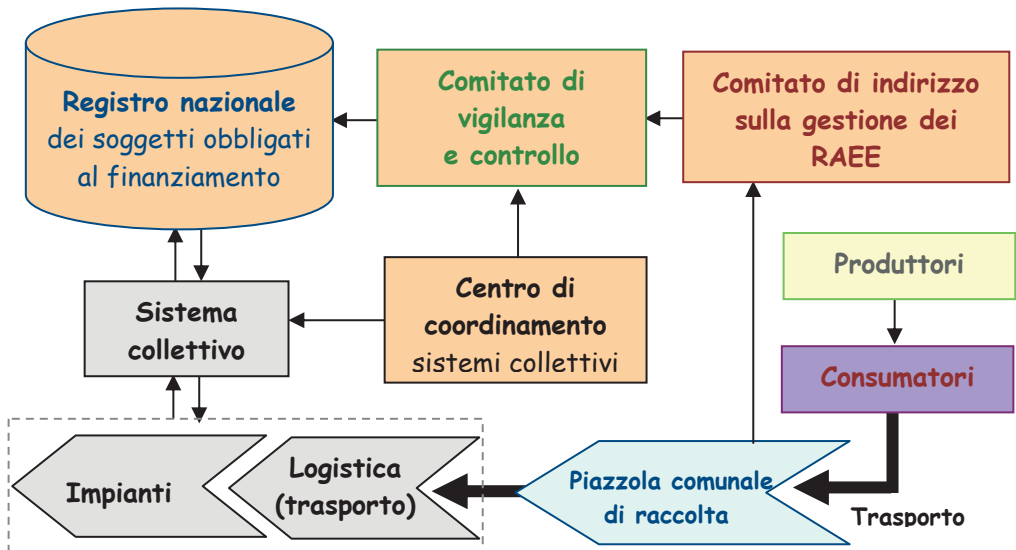 Registro nazionale
dei soggetti obbligati
al finanziamento
Comitato di
vigilanza
e controllo
Comitato di indirizzo
sulla gestione dei
RAEE
Produttori
Sistema
collettivo
Centro di
coordinamento
sistemi collettivi
Consumatori
Impianti
Logistica
(trasporto)
Piazzola comunale
di raccolta
Trasporto